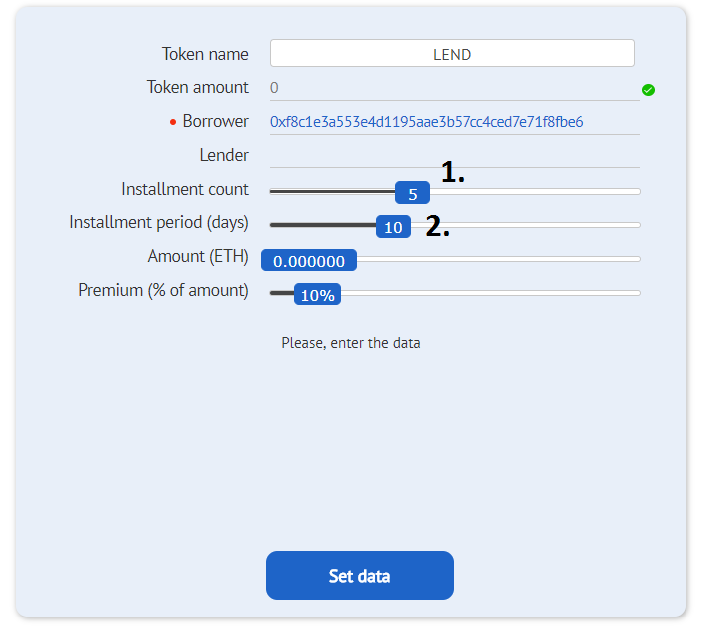 Token name LEND
Token amount 0
Borrower 0xf8c1e3a553e4d1195aae3b57cc4ced7e71f8fbe6
Lender
1.
Installment count 5
Installment period (days) 10 2.
Amount (ETH) 0.000000
Premium (% of amount) 10%
Please, enter the data
Set data